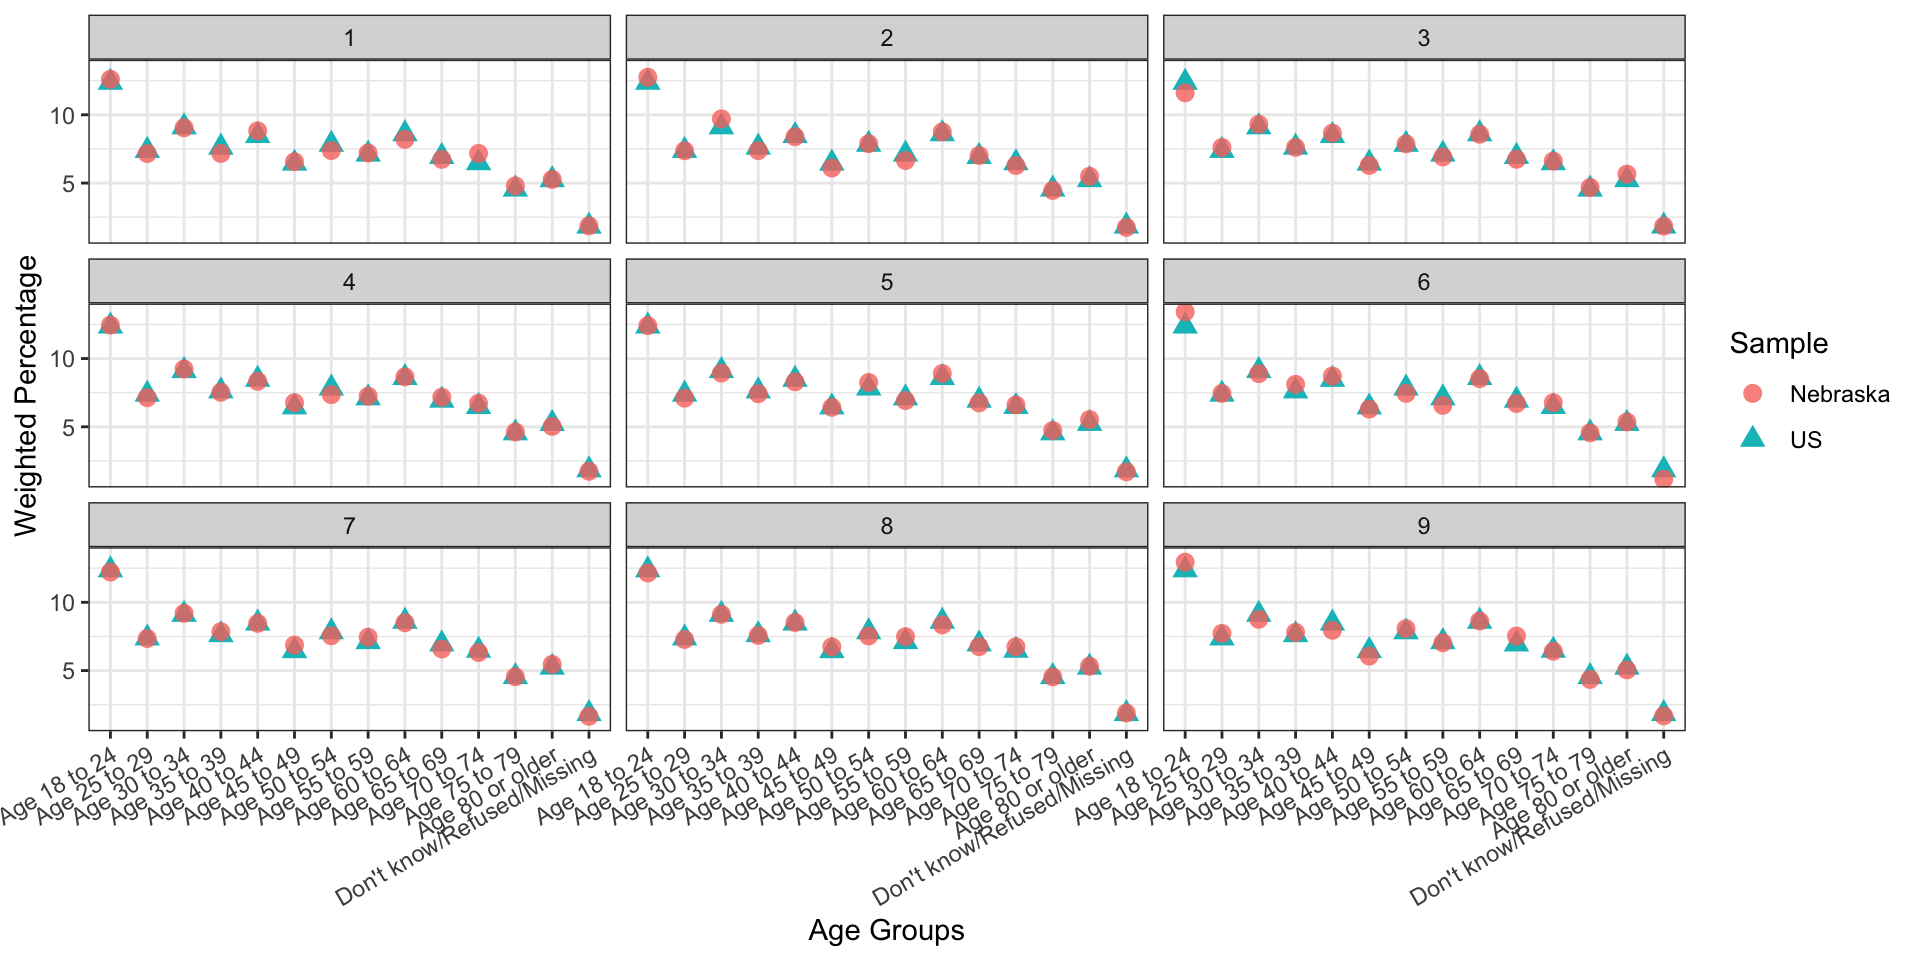 1
2
3
10
5
4
5
6
10
5
7
8
9
10
5
Weighted Percentage
Age 18 to 24
Age 25 to 29
Age 30 to 34
Age 35 to 39
Age 40 to 44
Age 45 to 49
Age 50 to 54
Age 55 to 59
Age 60 to 64
Age 65 to 69
Age 70 to 74
Age 75 to 79
Age 80 or older
Don't know/Refused/Missing
Age 18 to 24
Age 25 to 29
Age 30 to 34
Age 35 to 39
Age 40 to 44
Age 45 to 49
Age 50 to 54
Age 55 to 59
Age 60 to 64
Age 65 to 69
Age 70 to 74
Age 75 to 79
Age 80 or older
Don't know/Refused/Missing
Age 18 to 24
Age 25 to 29
Age 30 to 34
Age 35 to 39
Age 40 to 44
Age 45 to 49
Age 50 to 54
Age 55 to 59
Age 60 to 64
Age 65 to 69
Age 70 to 74
Age 75 to 79
Age 80 or older
Don't know/Refused/Missing
Age Groups
Sample
Nebraska
US